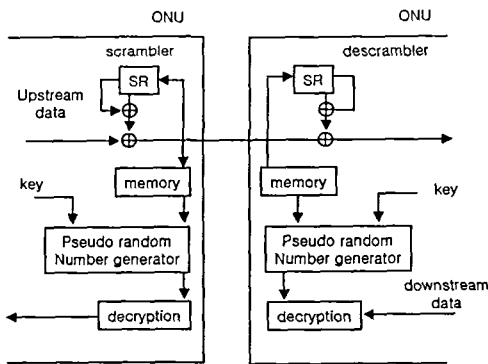 ONU
ONU
scrambler
descrambler
SR
SR
Upstream
data
memory
memory
key
key
Pseudo random
Number generator
Pseudo random
Number generator
downstream
data
decryption
decryption